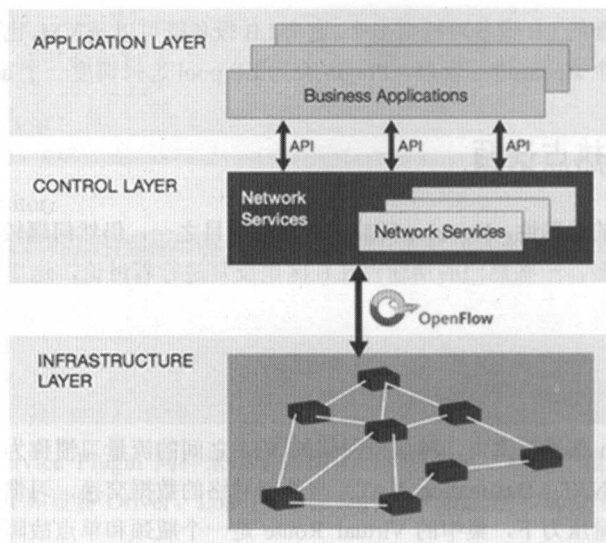 APPLICATION LAYER
Business Applications
API
API
API
CONTROL LAYER
Network
Services
Network Services
OpenFlow
INFRASTRUCTURE
LAYER